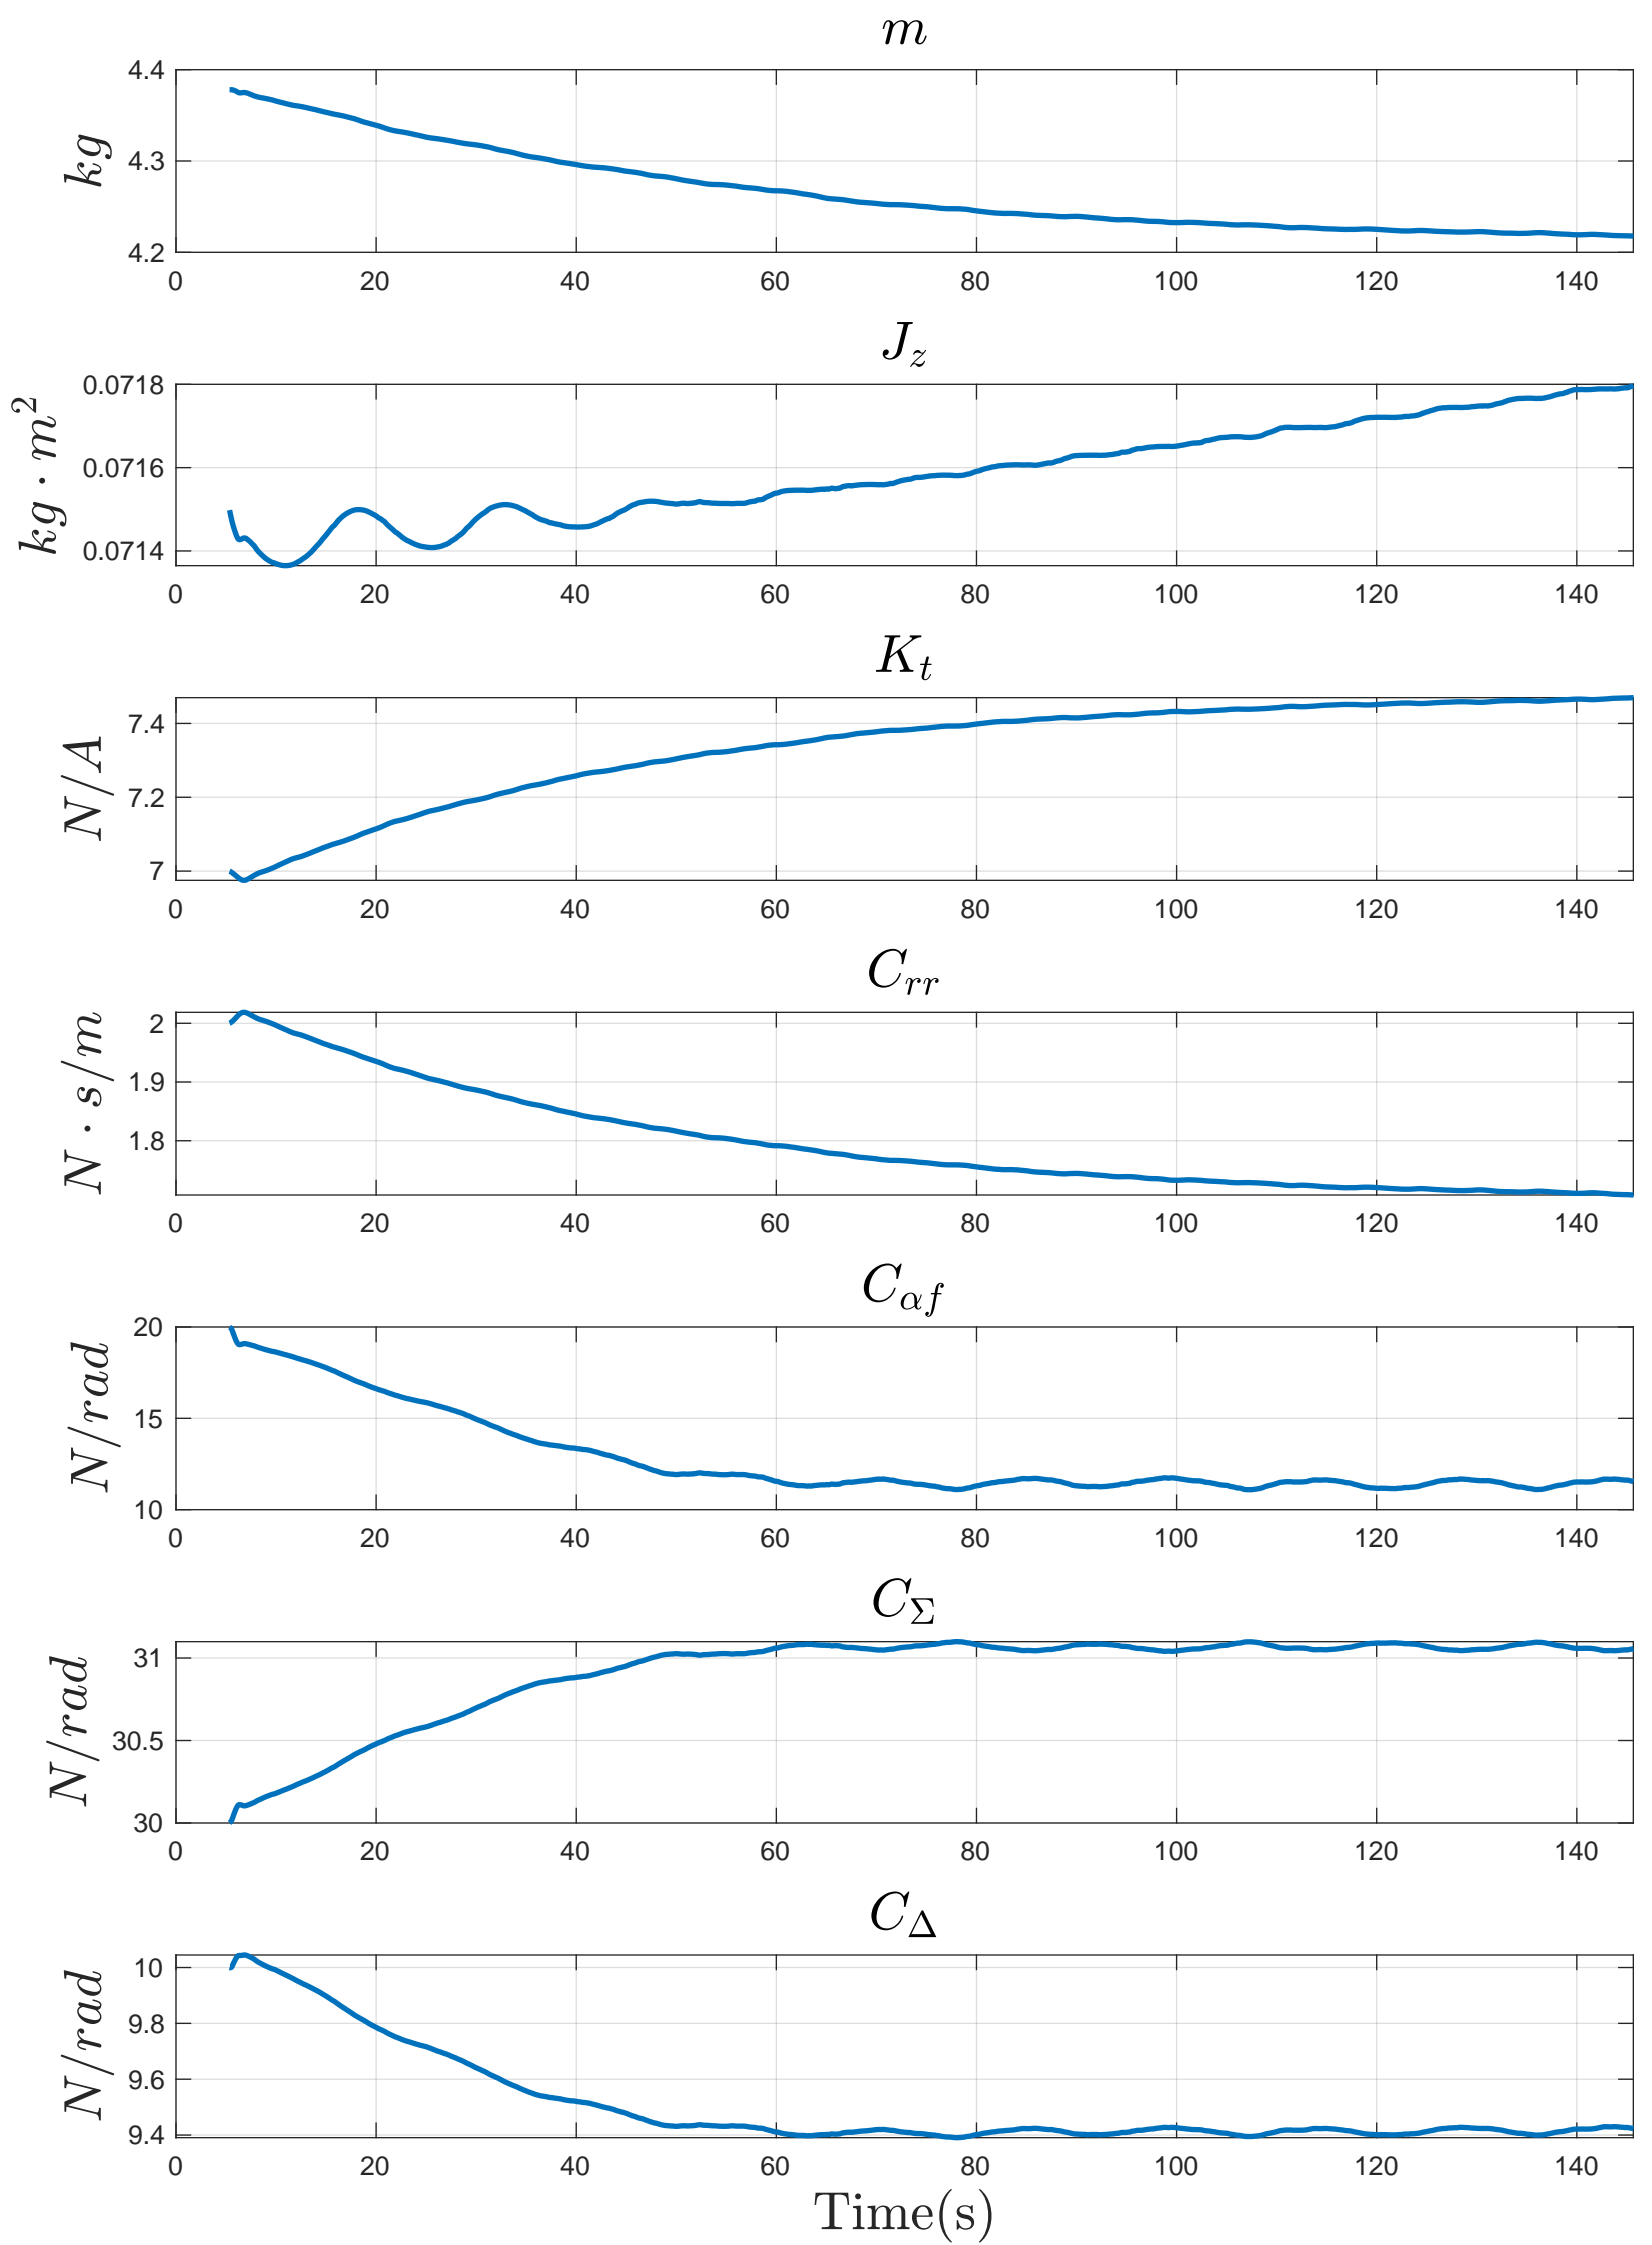 m
kg
4.4
4.3
4.2
0 20 40 60 80 100 120 140
J_z
kg · m²
0.0718
0.0716
0.0714
0 20 40 60 80 100 120 140
K_t
N/A
7.4
7.2
7
0 20 40 60 80 100 120 140
C_{rr}
N · s/m
2
1.9
1.8
0 20 40 60 80 100 120 140
C_{αf}
N/rad
20
15
10
0 20 40 60 80 100 120 140
C_Σ
N/rad
31
30.5
30
0 20 40 60 80 100 120 140
C_Δ
N/rad
10
9.8
9.6
9.4
0 20 40 60 80 100 120 140
Time(s)